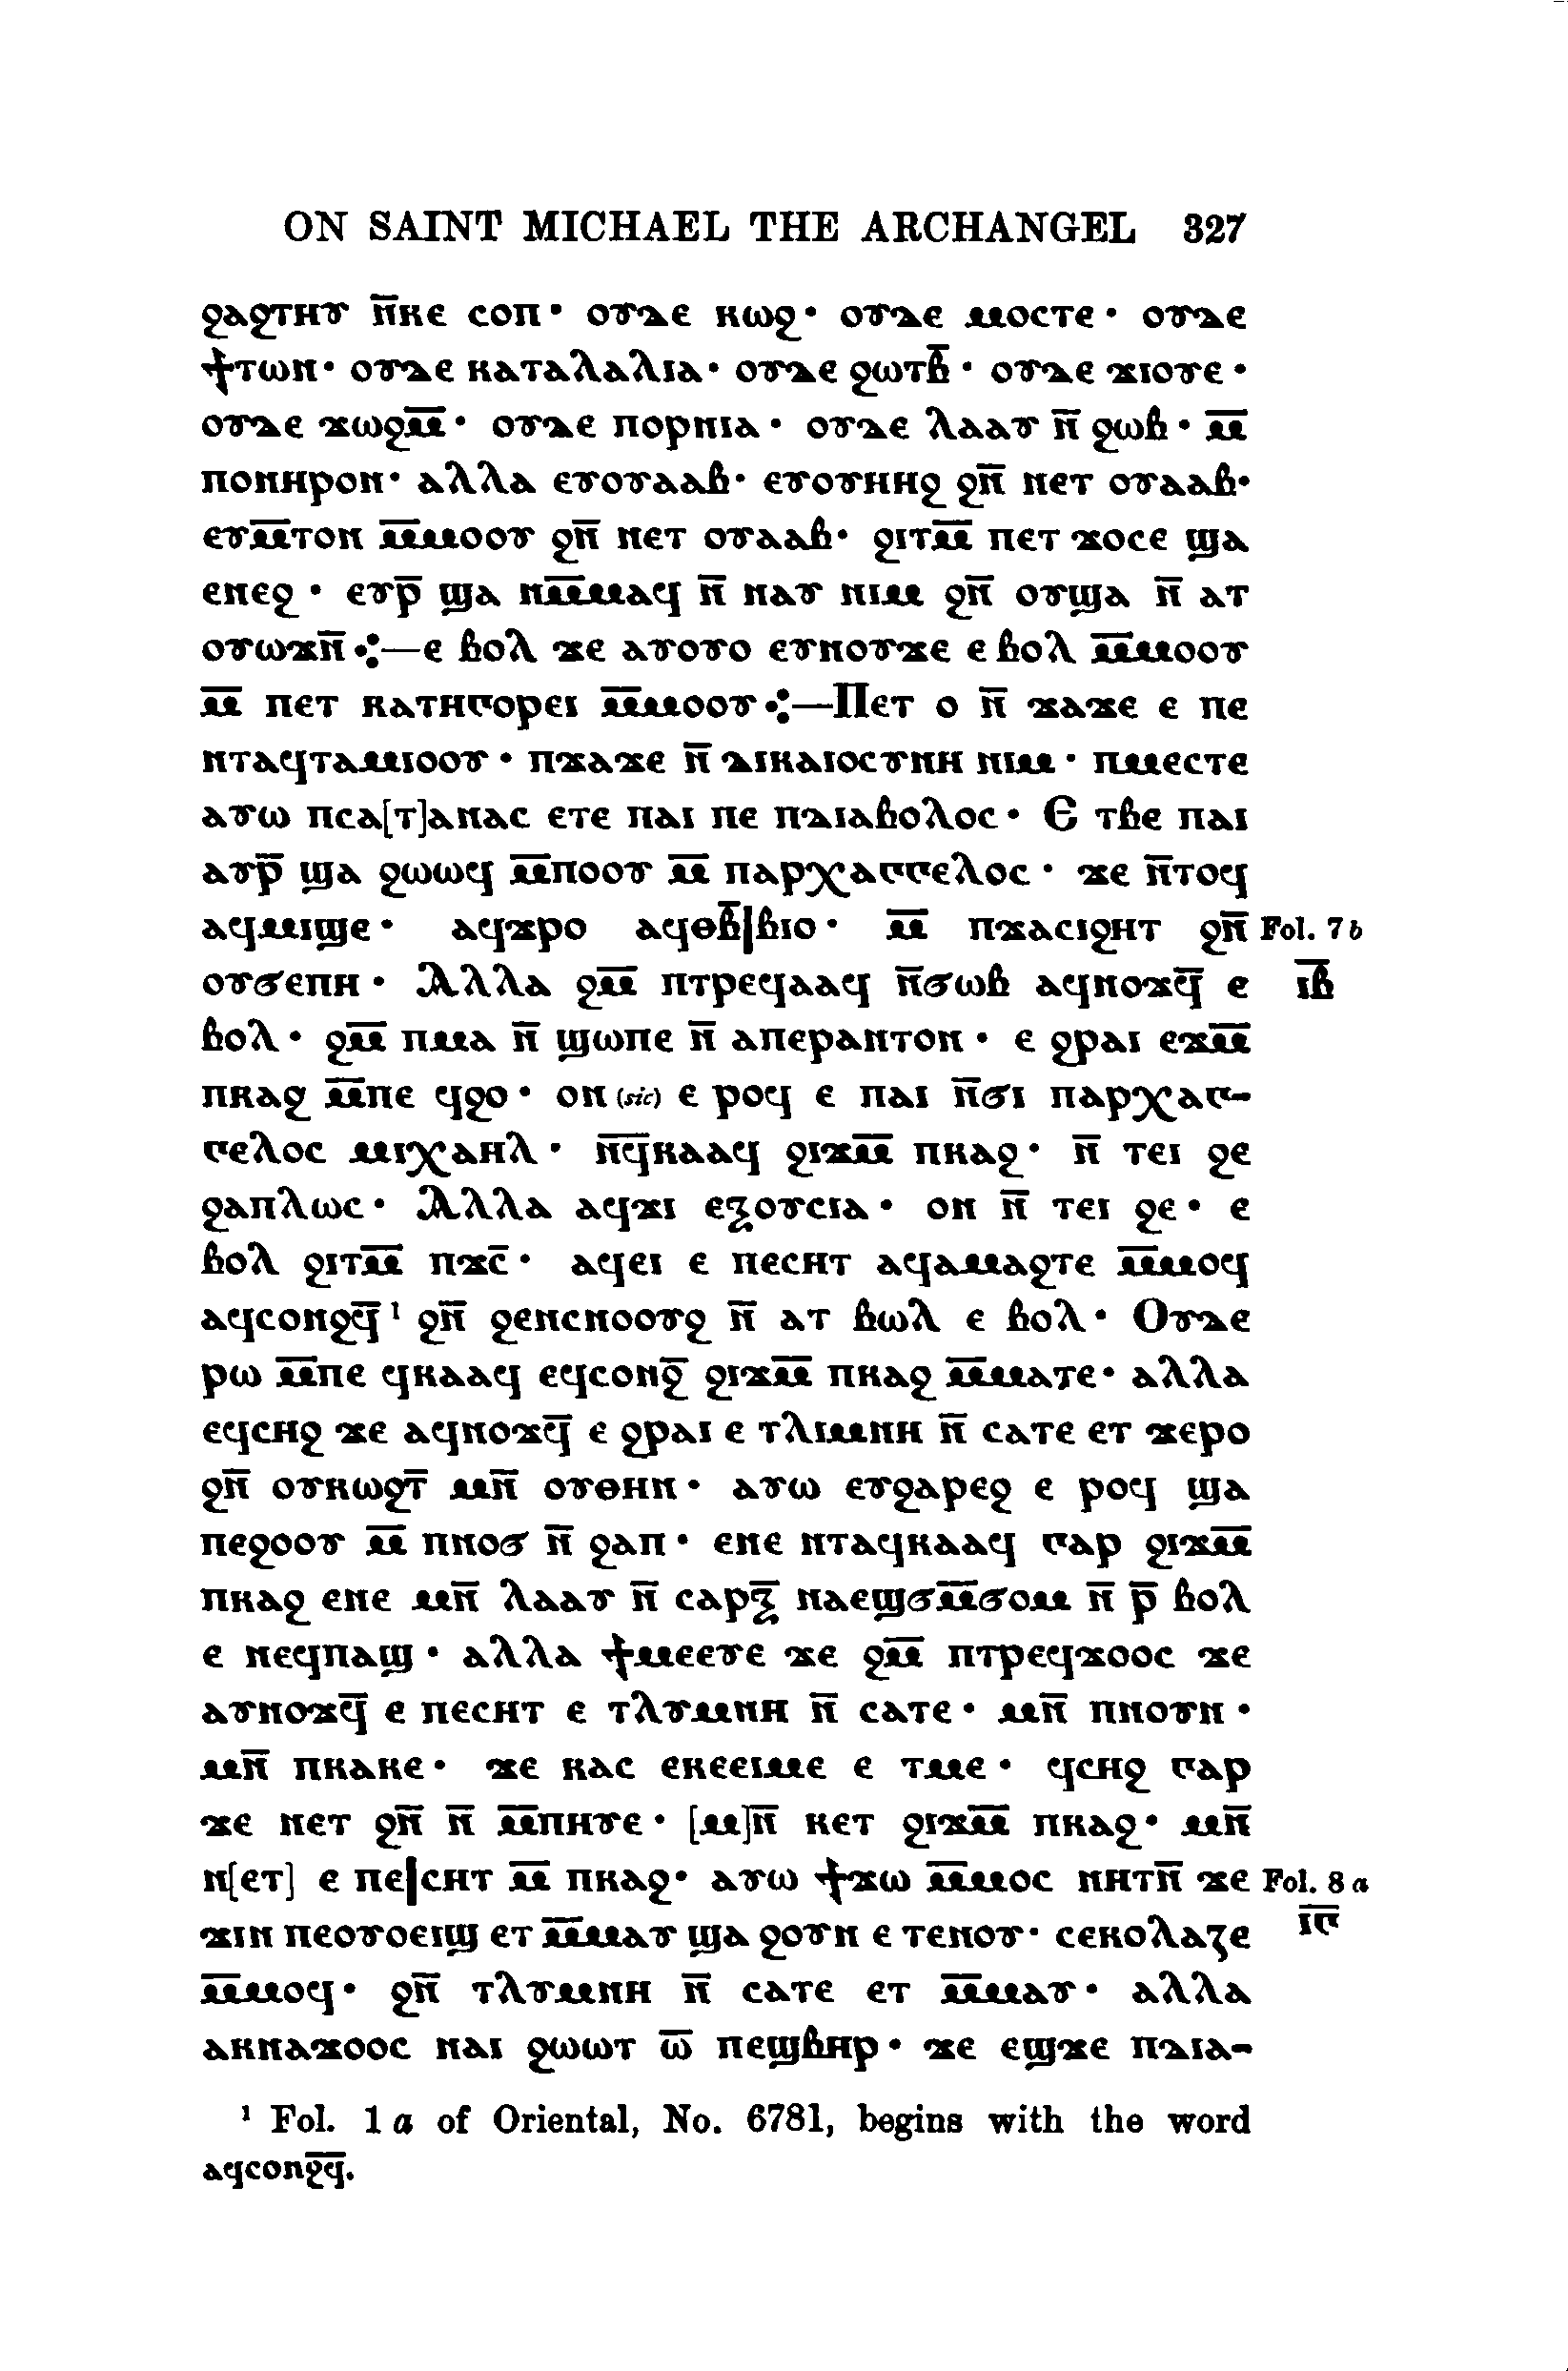 ON SAINT MICHAEL THE ARCHANGEL 327
ϩⲁϩⲧⲏⲩ ⲛ̅ⲕⲉ ⲥⲟⲡ· ⲟⲩⲇⲉ ⲕⲱϩ· ⲟⲩⲇⲉ ⲙⲟⲥⲧⲉ· ⲟⲩⲇⲉ
ϯⲧⲱⲛ· ⲟⲩⲇⲉ ⲕⲁⲧⲁⲗⲁⲗⲓⲁ· ⲟⲩⲇⲉ ϩⲱⲧⲃ̅· ⲟⲩⲇⲉ ϫⲓⲟⲩⲉ·
ⲟⲩⲇⲉ ϫⲱϩⲙ̅· ⲟⲩⲇⲉ ⲡⲟⲣⲛⲓⲁ· ⲟⲩⲇⲉ ⲗⲁⲁⲩ ⲛ̅ ϩⲱⲃ· ⲙ̅
ⲡⲟⲛⲏⲣⲟⲛ· ⲁⲗⲗⲁ ⲉⲩⲟⲩⲁⲁⲃ· ⲉⲩⲟⲩⲏⲏϩ ϩⲛ̅ ⲛⲉⲧ ⲟⲩⲁⲁⲃ·
ⲉⲩⲙ̅ⲧⲟⲛ ⲙ̅ⲙⲟⲟⲩ ϩⲛ̅ ⲛⲉⲧ ⲟⲩⲁⲁⲃ· ϩⲓⲧⲙ̅ ⲡⲉⲧ ϫⲟⲥⲉ ϣⲁ
ⲉⲛⲉϩ· ⲉⲩⲣ̅ ϣⲁ ⲛⲙ̅ⲙⲁϥ ⲛ̅ ⲛⲁⲩ ⲛⲓⲙ ϩⲛ̅ ⲟⲩϣⲁ ⲛ̅ ⲁⲧ
ⲟⲩⲱϫⲛ̅⁘—ⲉ ⲃⲟⲗ ϫⲉ ⲁⲩⲟⲩⲟ ⲉⲩⲛⲟⲩϫⲉ ⲉ ⲃⲟⲗ ⲙ̅ⲙⲟⲟⲩ
ⲙ̅ ⲡⲉⲧ ⲕⲁⲧⲏⲅⲟⲣⲉⲓ ⲙ̅ⲙⲟⲟⲩ⁘—Ⲡⲉⲧ ⲟ ⲛ̅ ϫⲁϫⲉ ⲉ ⲡⲉ
ⲛⲧⲁϥⲧⲁⲙⲓⲟⲟⲩ· ⲡϫⲁϫⲉ ⲛ̅ ⲇⲓⲕⲁⲓⲟⲥⲩⲛⲏ ⲛⲓⲙ· ⲡⲙⲉⲥⲧⲉ
ⲁⲩⲱ ⲡⲥⲁ[ⲧ]ⲁⲛⲁⲥ ⲉⲧⲉ ⲡⲁⲓ ⲡⲉ ⲡⲇⲓⲁⲃⲟⲗⲟⲥ· Ⲉ ⲧⲃⲉ ⲡⲁⲓ
ⲁⲩⲣ̅ ϣⲁ ϩⲱⲱϥ ⲙ̅ⲡⲟⲟⲩ ⲙ̅ ⲡⲁⲣⲭⲁⲅⲅⲉⲗⲟⲥ· ϫⲉ ⲛ̅ⲧⲟϥ
ⲁϥⲙⲓϣⲉ· ⲁϥϫⲣⲟ ⲁϥⲑⲃ̅|ⲃⲓⲟ· ⲙ̅ ⲡϫⲁⲥⲓϩⲏⲧ ϩⲛ̅ Fol. 7 b
ⲟⲩϭⲉⲡⲏ· Ⲁⲗⲗⲁ ϩⲙ̅ ⲡⲧⲣⲉϥⲁⲁϥ ⲛ̅ϭⲱⲃ ⲁϥⲛⲟϫϥ̅ ⲉ ⲓⲃ̅
ⲃⲟⲗ· ϩⲙ̅ ⲡⲙⲁ ⲛ̅ ϣⲱⲡⲉ ⲛ̅ ⲁⲡⲉⲣⲁⲛⲧⲟⲛ· ⲉ ϩⲣⲁⲓ ⲉϫⲙ̅
ⲡⲕⲁϩ ⲙ̅ⲡⲉ ϥϩⲟ· ⲟⲛ (sic) ⲉ ⲣⲟϥ ⲉ ⲡⲁⲓ ⲛ̅ϭⲓ ⲡⲁⲣⲭⲁⲅ-
ⲅⲉⲗⲟⲥ ⲙⲓⲭⲁⲏⲗ· ⲛ̅ϥ̅ⲕⲁⲁϥ ϩⲓϫⲙ̅ ⲡⲕⲁϩ· ⲛ̅ ⲧⲉⲓ ϩⲉ
ϩⲁⲡⲗⲱⲥ· Ⲁⲗⲗⲁ ⲁϥϫⲓ ⲉⲝⲟⲩⲥⲓⲁ· ⲟⲛ ⲛ̅ ⲧⲉⲓ ϩⲉ· ⲉ
ⲃⲟⲗ ϩⲓⲧⲙ̅ ⲡϫⲥ̅· ⲁϥⲉⲓ ⲉ ⲡⲉⲥⲏⲧ ⲁϥⲁⲙⲁϩⲧⲉ ⲙ̅ⲙⲟϥ
ⲁϥⲥⲟⲛϩϥ̅¹ ϩⲛ̅ ϩⲉⲛⲥⲛⲟⲟⲩϩ ⲛ̅ ⲁⲧ ⲃⲱⲗ ⲉ ⲃⲟⲗ· Ⲟⲩⲇⲉ
ⲣⲱ ⲙ̅ⲡⲉ ϥⲕⲁⲁϥ ⲉϥⲥⲟⲛϩ̅ ϩⲓϫⲙ̅ ⲡⲕⲁϩ ⲙ̅ⲙⲁⲧⲉ· ⲁⲗⲗⲁ
ⲉϥⲥⲏϩ ϫⲉ ⲁϥⲛⲟϫϥ̅ ⲉ ϩⲣⲁⲓ ⲉ ⲧⲗⲓⲙⲛⲏ ⲛ̅ ⲥⲁⲧⲉ ⲉⲧ ϫⲉⲣⲟ
ϩⲛ̅ ⲟⲩⲕⲱϩⲧ̅ ⲙⲛ̅ ⲟⲩⲑⲏⲛ· ⲁⲩⲱ ⲉⲩϩⲁⲣⲉϩ ⲉ ⲣⲟϥ ϣⲁ
ⲡⲉϩⲟⲟⲩ ⲙ̅ ⲡⲛⲟϭ ⲛ̅ ϩⲁⲡ· ⲉⲛⲉ ⲛⲧⲁϥⲕⲁⲁϥ ⲅⲁⲣ ϩⲓϫⲙ̅
ⲡⲕⲁϩ ⲉⲛⲉ ⲙⲛ̅ ⲗⲁⲁⲩ ⲛ̅ ⲥⲁⲣⲝ̅ ⲛⲁⲉϣϭⲙ̅ϭⲟⲙ ⲛ̅ ⲣ̅ ⲃⲟⲗ
ⲉ ⲛⲉϥⲡⲁϣ· ⲁⲗⲗⲁ ϯⲙⲉⲉⲩⲉ ϫⲉ ϩⲙ̅ ⲡⲧⲣⲉϥϫⲟⲟⲥ ϫⲉ
ⲁⲩⲛⲟϫϥ̅ ⲉ ⲡⲉⲥⲏⲧ ⲉ ⲧⲗⲩⲙⲛⲏ ⲛ̅ ⲥⲁⲧⲉ· ⲙⲛ̅ ⲡⲛⲟⲩⲛ·
ⲙⲛ̅ ⲡⲕⲁⲕⲉ· ϫⲉ ⲕⲁⲥ ⲉⲕⲉⲉⲓⲙⲉ ⲉ ⲧⲙⲉ· ϥⲥⲏϩ ⲅⲁⲣ
ϫⲉ ⲛⲉⲧ ϩⲛ̅ ⲛ̅ ⲙ̅ⲡⲏⲩⲉ· [ⲙ]ⲛ̅ ⲛⲉⲧ ϩⲓϫⲙ̅ ⲡⲕⲁϩ· ⲙⲛ̅
ⲛ[ⲉⲧ] ⲉ ⲡⲉ|ⲥⲏⲧ ⲙ̅ ⲡⲕⲁϩ· ⲁⲩⲱ ϯϫⲱ ⲙ̅ⲙⲟⲥ ⲛⲏⲧⲛ̅ ϫⲉ Fol. 8 a
ϫⲓⲛ ⲡⲉⲟⲩⲟⲉⲓϣ ⲉⲧ ⲙ̅ⲙⲁⲩ ϣⲁ ϩⲟⲩⲛ ⲉ ⲧⲉⲛⲟⲩ· ⲥⲉⲕⲟⲗⲁⲍⲉ ⲓⲅ̅
ⲙ̅ⲙⲟϥ· ϩⲛ̅ ⲧⲗⲩⲙⲛⲏ ⲛ̅ ⲥⲁⲧⲉ ⲉⲧ ⲙ̅ⲙⲁⲩ· ⲁⲗⲗⲁ
ⲁⲕⲛⲁϫⲟⲟⲥ ⲛⲁⲓ ϩⲱⲱⲧ ⲱ̅ ⲡⲉϣⲃⲏⲣ· ϫⲉ ⲉϣϫⲉ ⲡⲇⲓⲁ-
¹ Fol. 1 a of Oriental, No. 6781, begins with the word
ⲁϥⲥⲟⲛϩϥ̅.